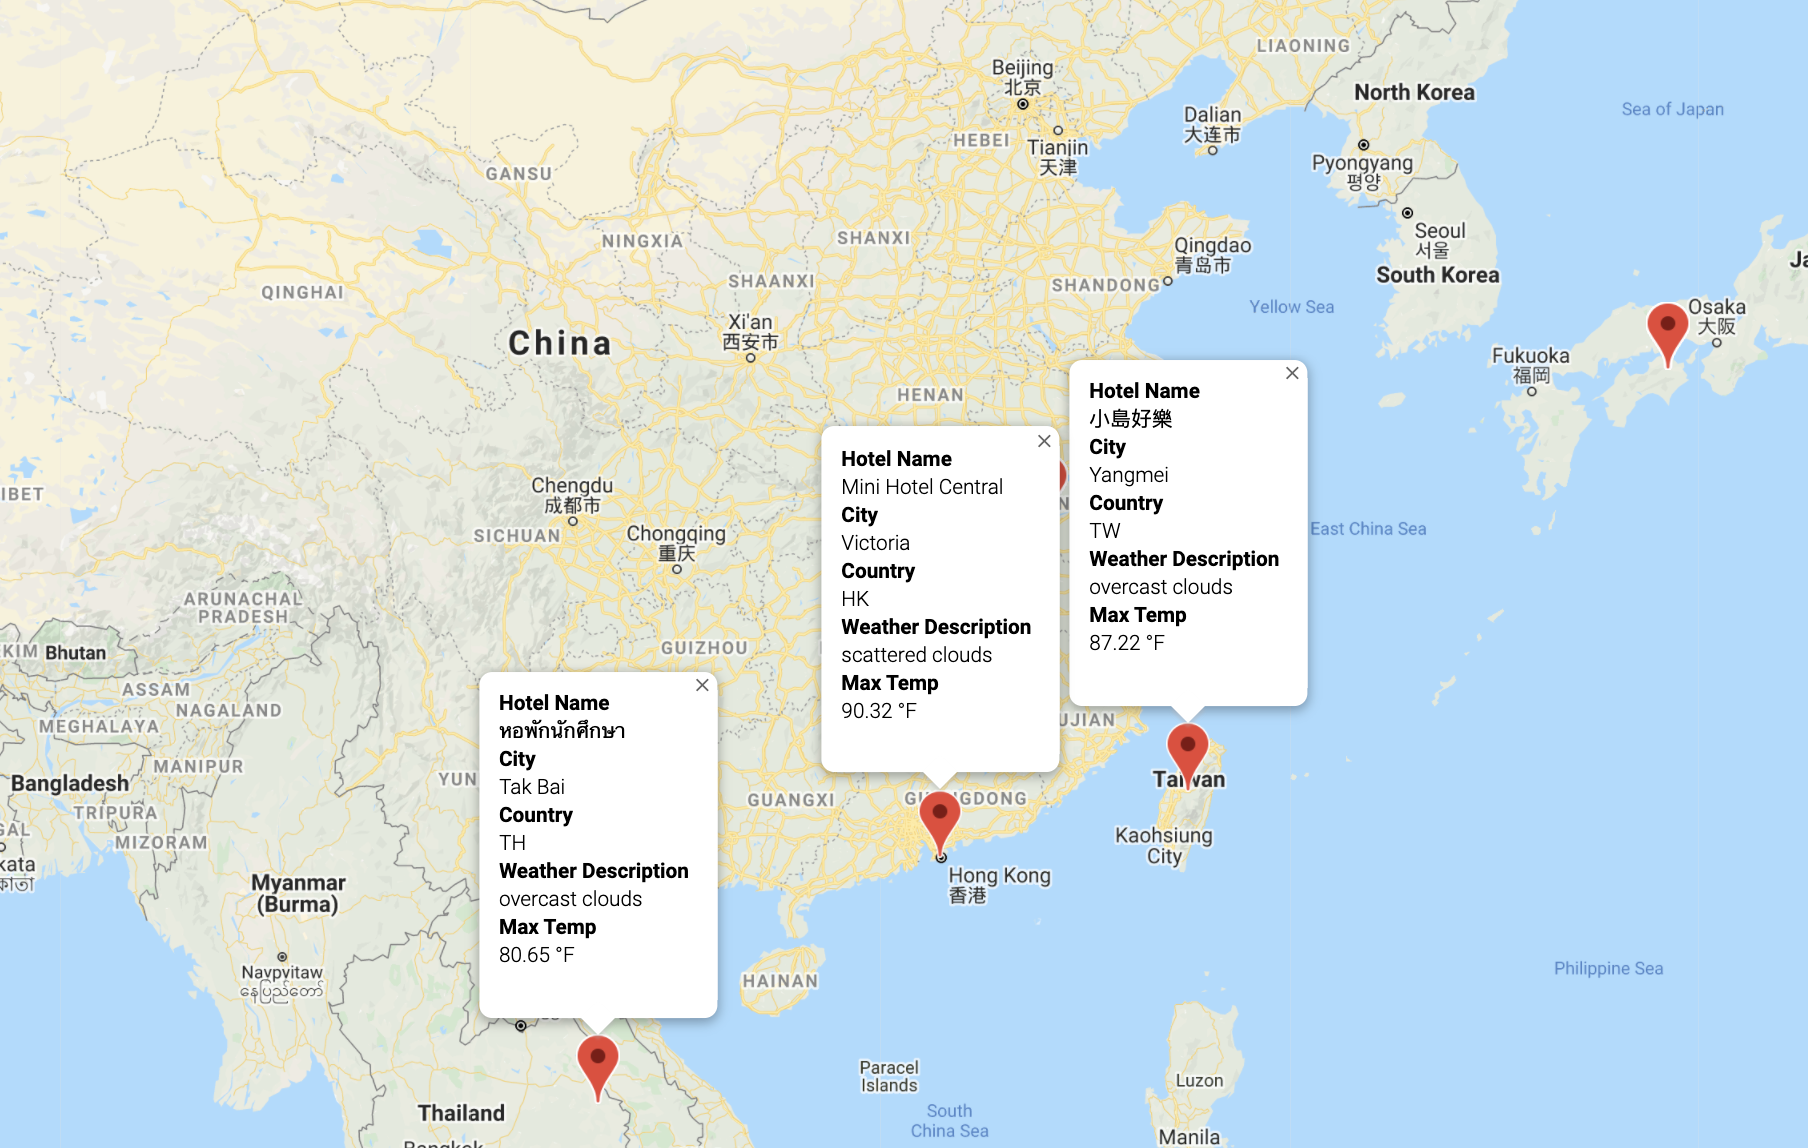 LIAONING
Beijing
北京
North Korea
Sea of Japan
Dalian
大连市
HEBEI
Tianjin
天津
Pyongyang
평양
GANSU
NINGXIA
SHANXI
Seoul
서울
South Korea
Qingdao
青岛市
SHAANXI
SHANDONG
QINGHAI
Yellow Sea
Osaka
大阪
Xi'an
西安市
China
Fukuoka
福岡
HENAN
Hotel Name
小島好樂
City
Yangmei
Country
TW
Weather Description
overcast clouds
Max Temp
87.22 °F
Hotel Name
Mini Hotel Central
City
Victoria
Country
HK
Weather Description
scattered clouds
Max Temp
90.32 °F
IBET
Chengdu
成都市
SICHUAN
Chongqing
重庆
East China Sea
ARUNACHAL
PRADESH
KIM
Bhutan
GUIZHOU
ASSAM
NAGALAND
MEGHALAYA
Hotel Name
หอพักนักศึกษา
City
Tak Bai
Country
TH
Weather Description
overcast clouds
Max Temp
80.65 °F
UJIAN
MANIPUR
Bangladesh
YUN
GUANGXI
Taiwan
TRIPURA
MIZORAM
Kaohsiung
City
Hong Kong
香港
kata
Myanmar
(Burma)
Naypyitaw
နေပြည်တော်
HAINAN
Philippine Sea
Paracel
Islands
Luzon
Thailand
Bangkok
South
China Sea
Manila